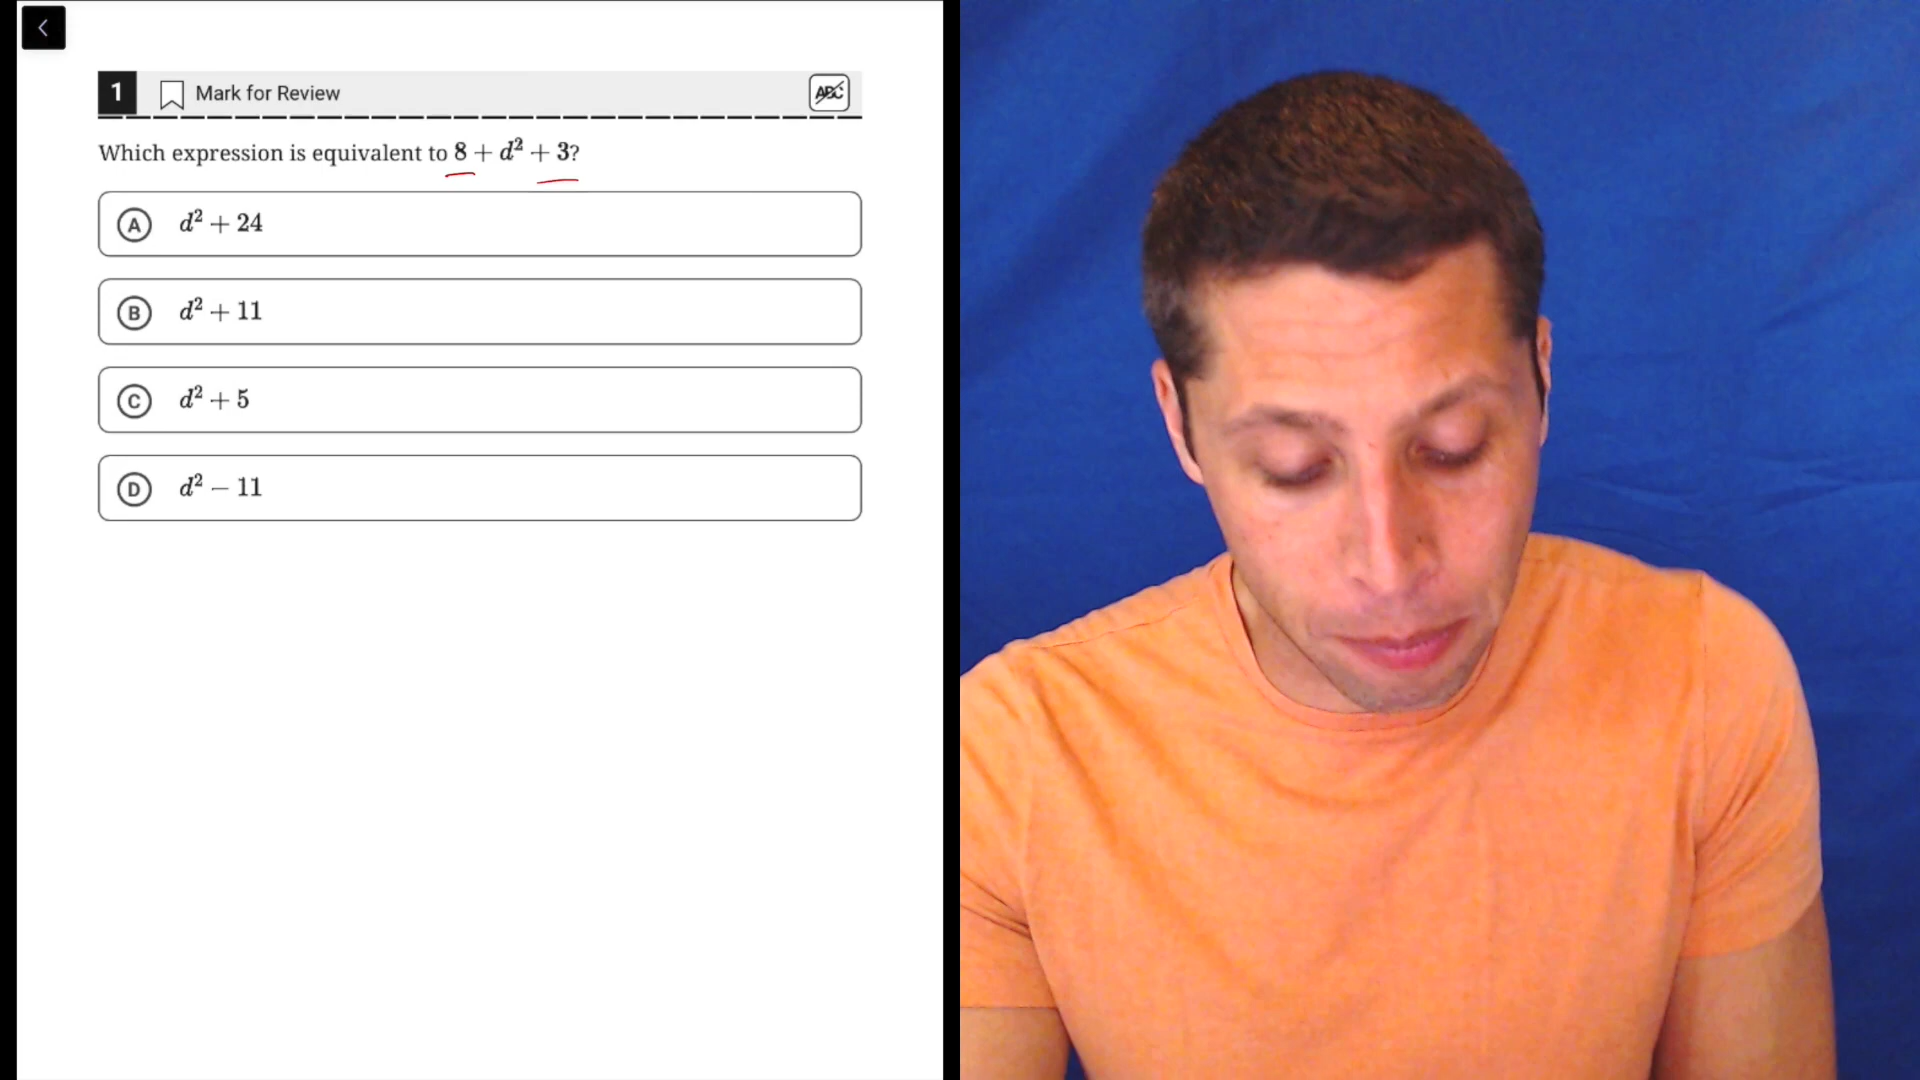 1 Mark for Review ABC
Which expression is equivalent to 8 + d² + 3?
A d² + 24
B d² + 11
C d² + 5
D d² − 11